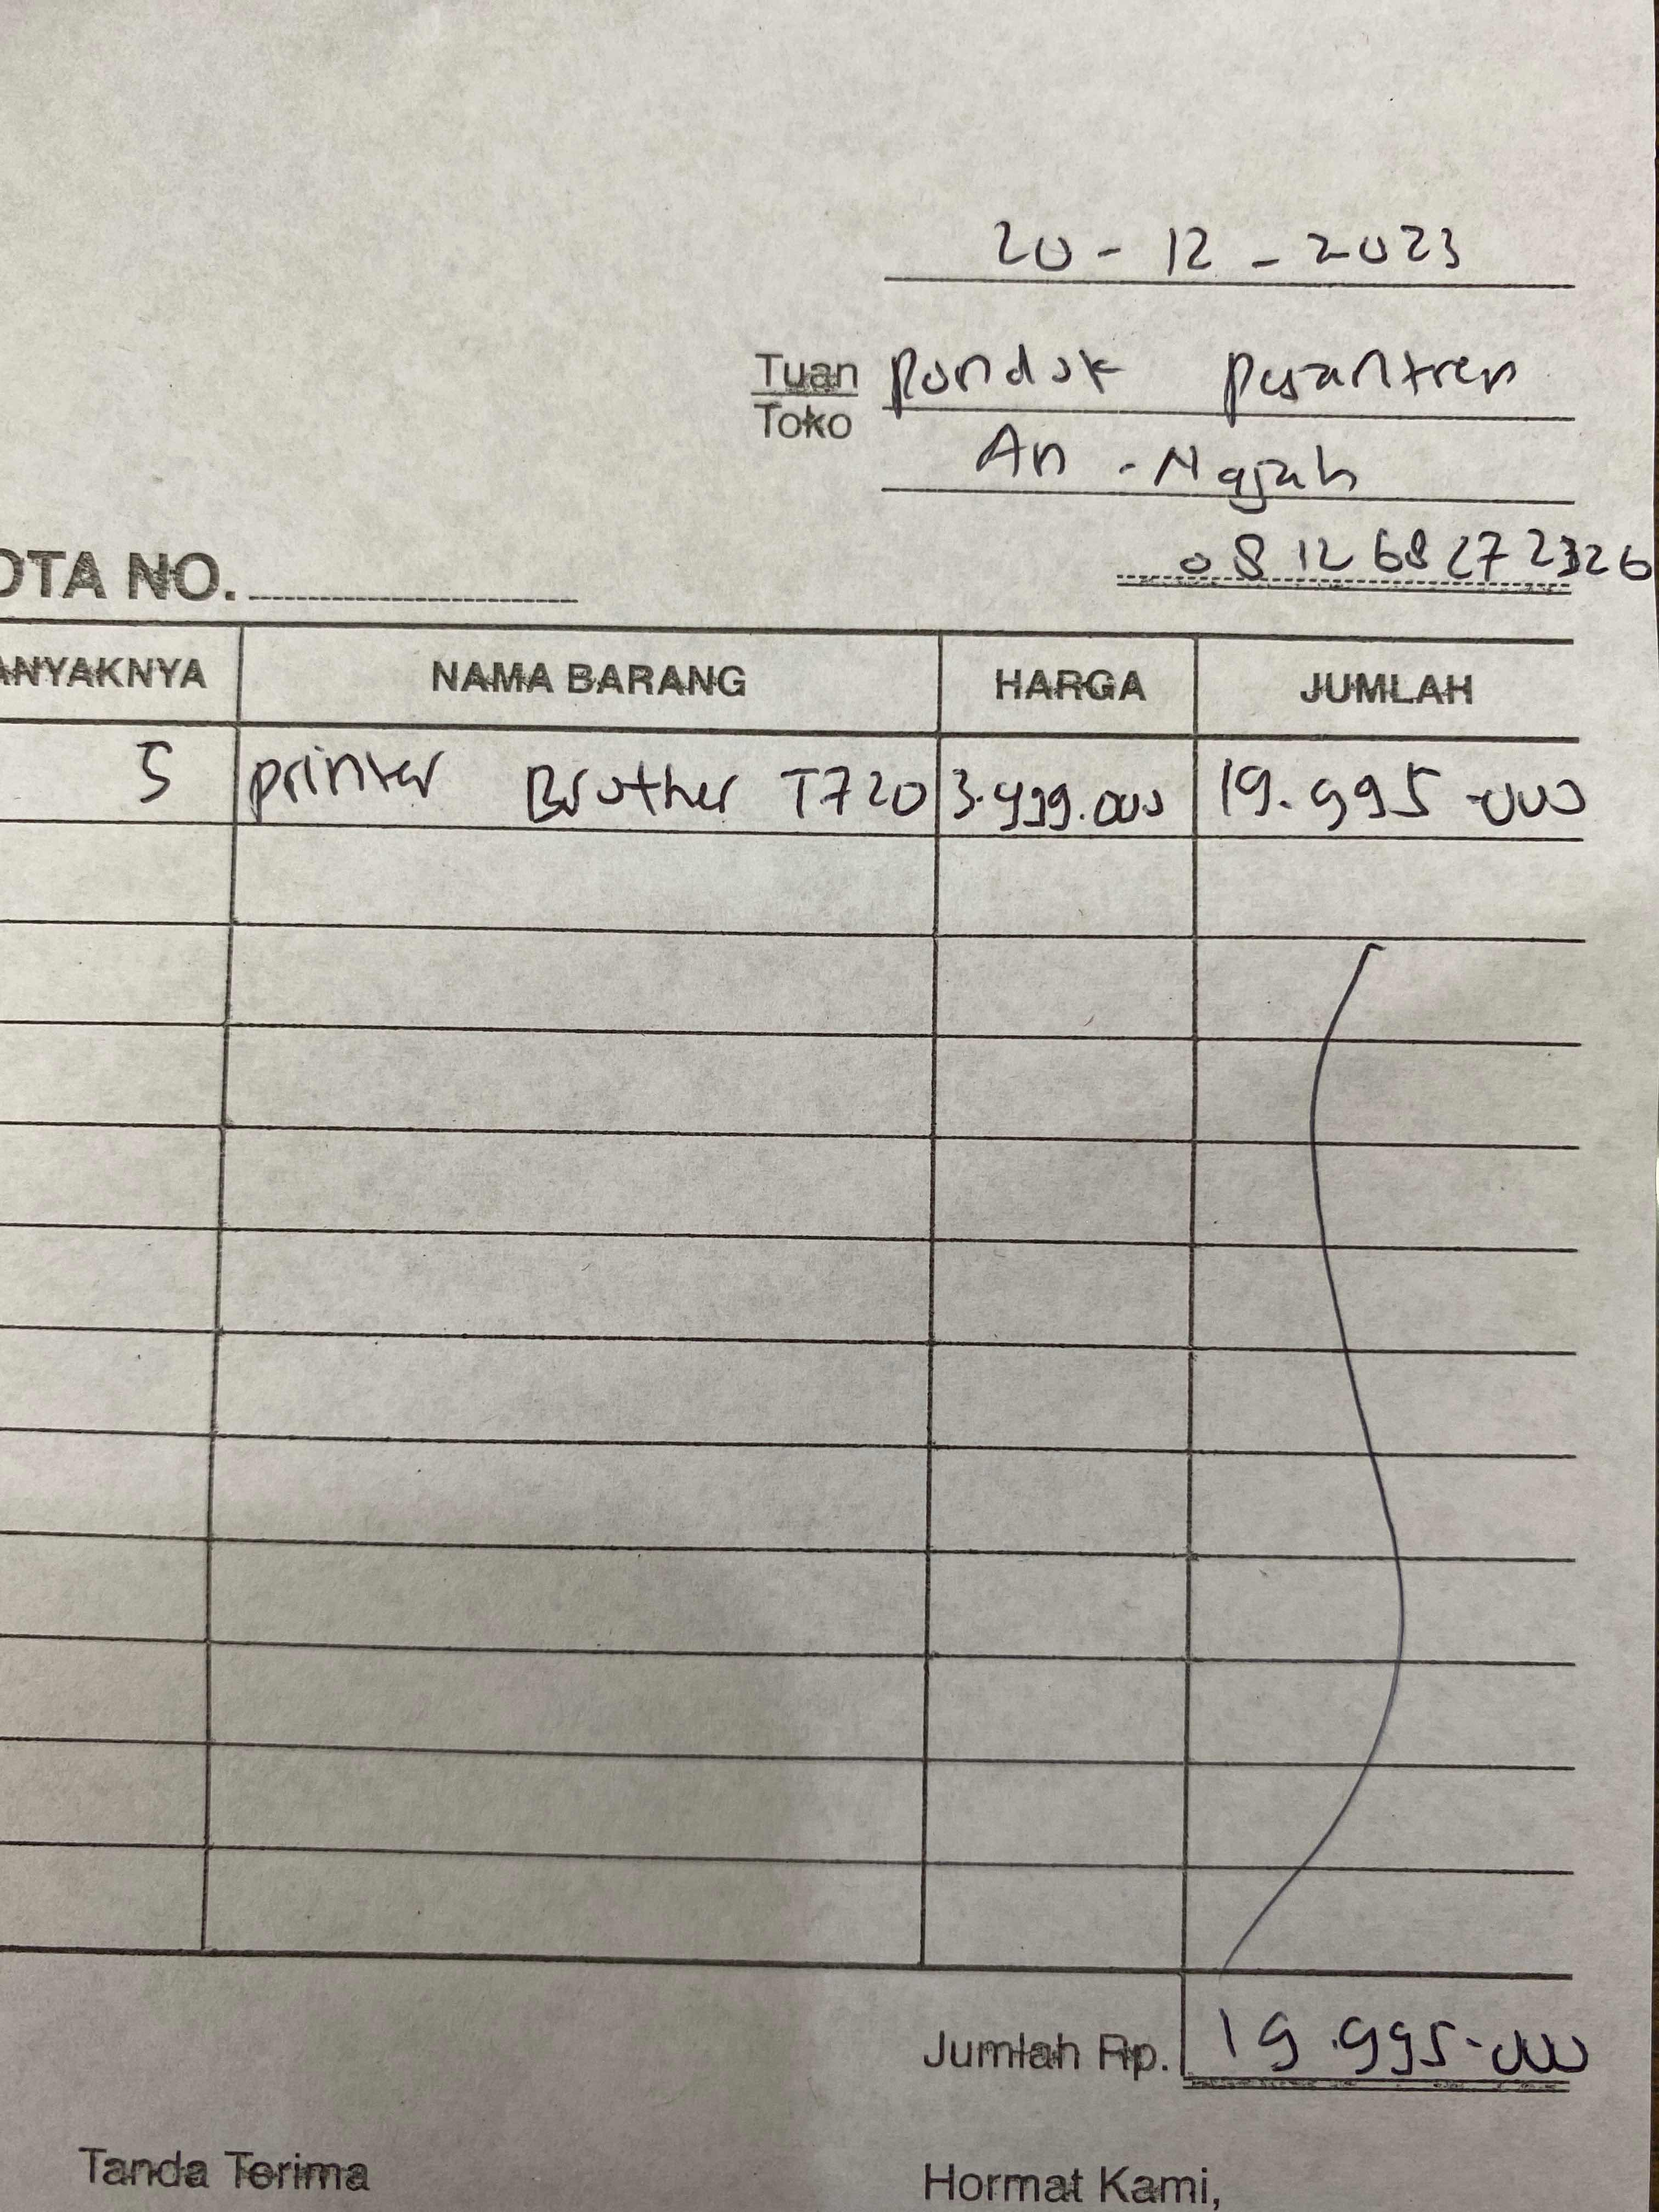 20 - 12 - 2023
Tuan Pondok Pesantren
Toko An - Najah
OTA NO.
081268272326
ANYAKNYA NAMA BARANG HARGA JUMLAH
5 printer Brother T720 3.999.000 19.995.000
Jumlah Rp. 19.995.000
Tanda Terima Hormat Kami,